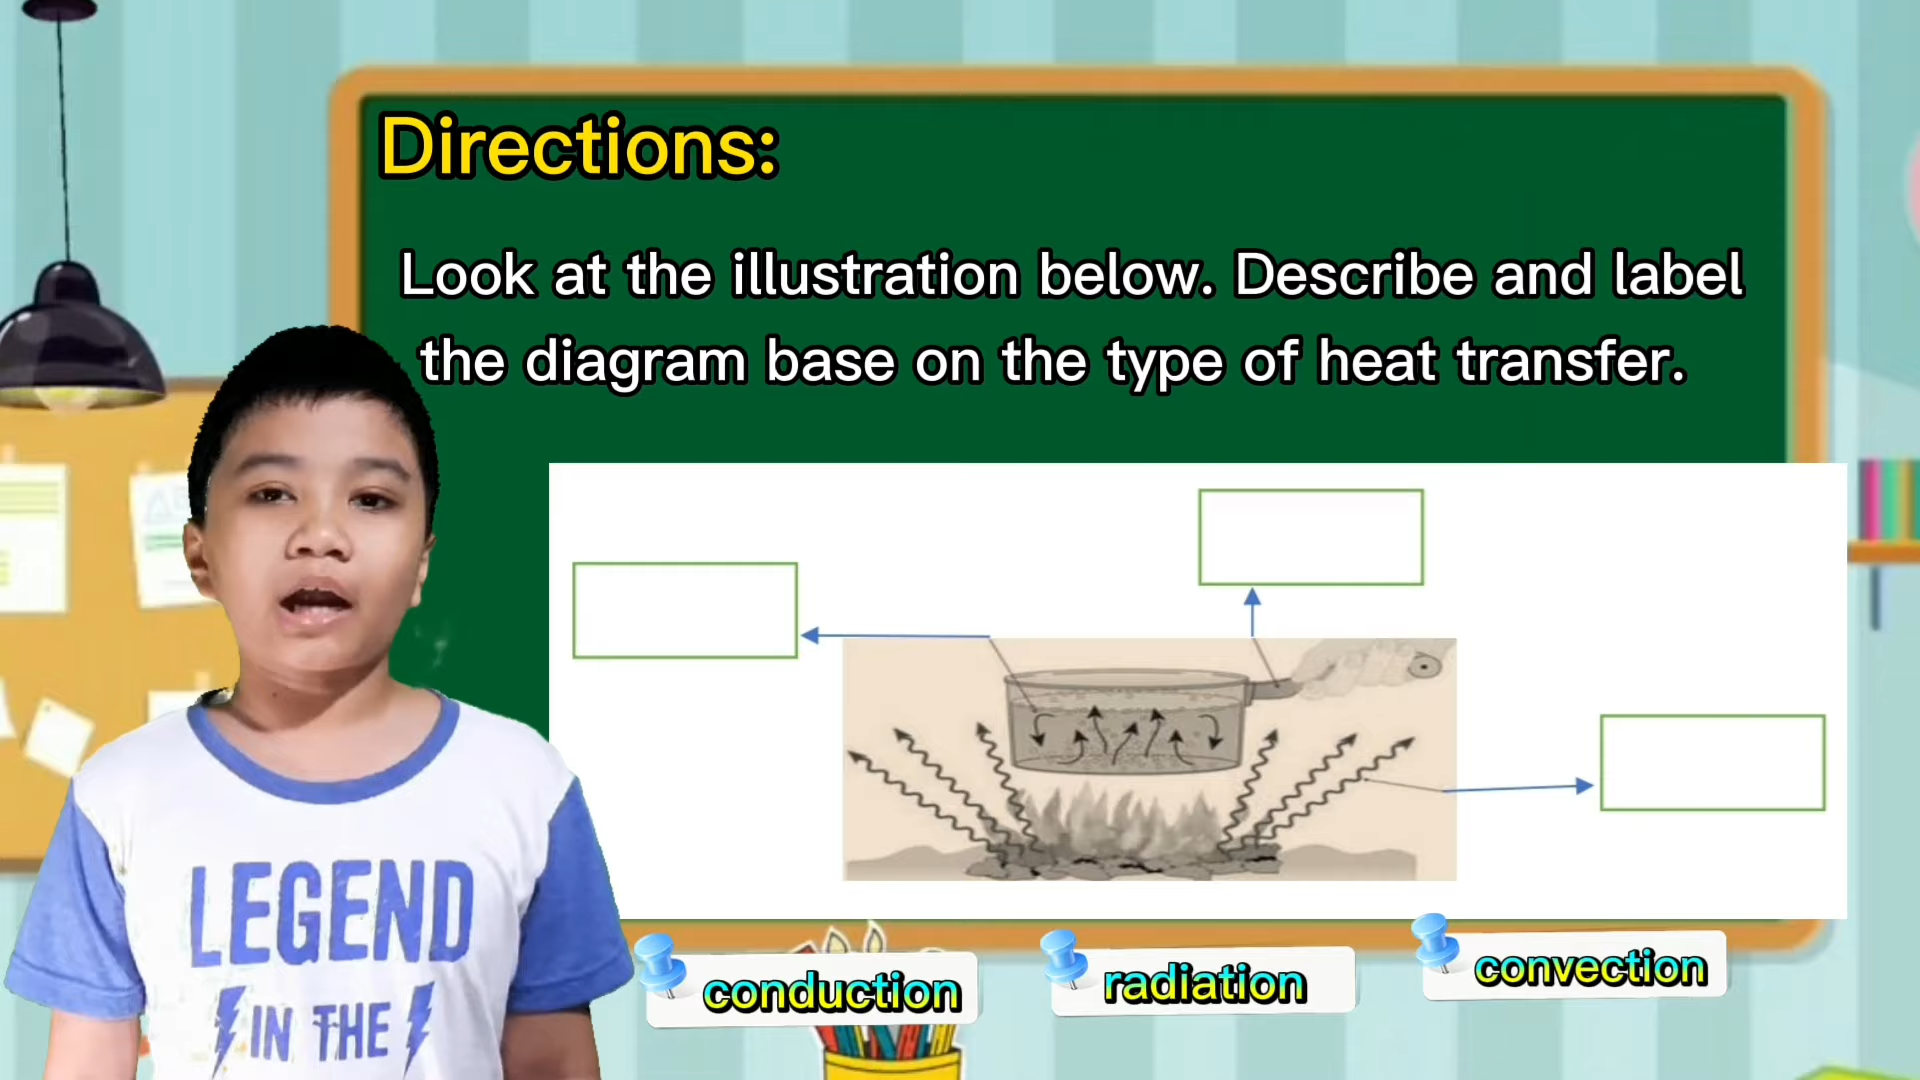 Directions:
Look at the illustration below. Describe and label
the diagram base on the type of heat transfer.
LEGEND
IN THE
conduction
radiation
convection